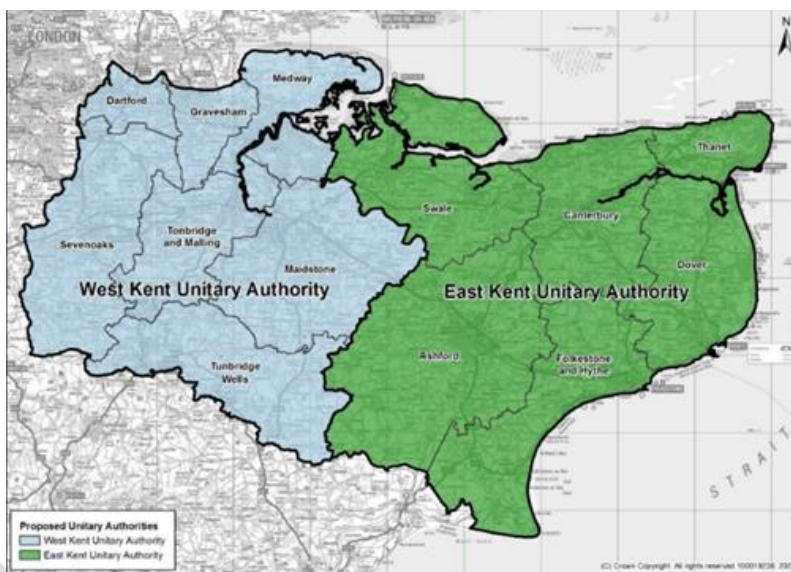 LONDON
N
Medway
Dartford
Gravesham
Thanet
Swale
Canterbury
Sevenoaks
Tonbridge
and Malling
Maidstone
Dover
West Kent Unitary Authority
East Kent Unitary Authority
Ashford
Folkestone
and Hythe
Tunbridge
Wells
STRAIT
Proposed Unitary Authorities
West Kent Unitary Authority
East Kent Unitary Authority
(C) Crown Copyright. All rights reserved 100019238, 202